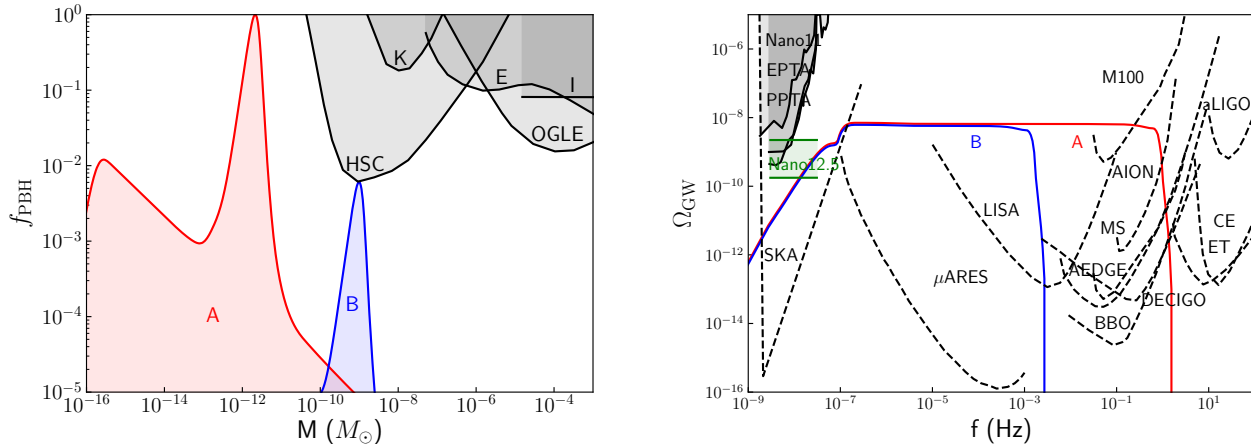 10^0
10^-1
10^-2
10^-3
10^-4
10^-5
f_PBH
K
E
I
OGLE
HSC
A
B
10^-16
10^-14
10^-12
10^-10
10^-8
10^-6
10^-4
M (M_⊙)
10^-6
10^-8
10^-10
10^-12
10^-14
10^-16
Ω_GW
Nano11
EPTA
PPTA
Nano12.5
M100
aLIGO
B
A
AION
LISA
MS
CE
SKA
ET
μARES
AEDGE
DECIGO
BBO
10^-9
10^-7
10^-5
10^-3
10^-1
10^1
f (Hz)